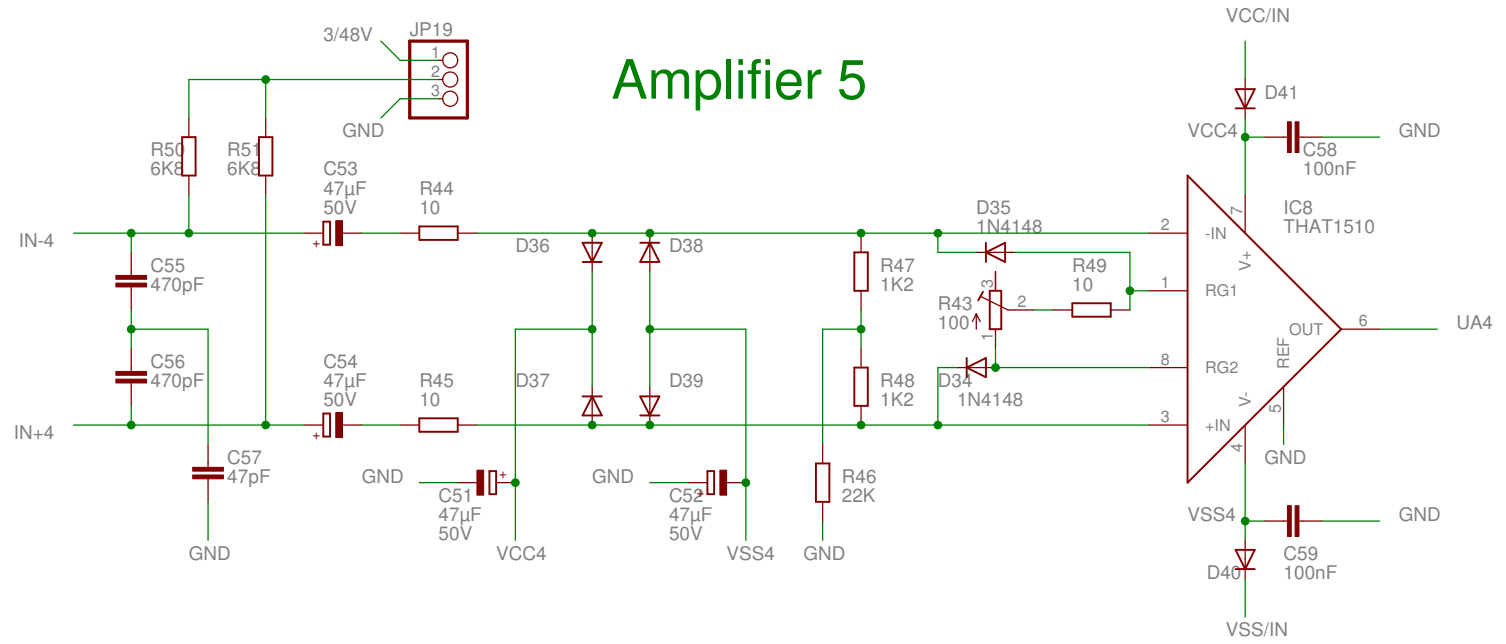 VCC/IN
3/48V
JP19
1
2
3
Amplifier 5
GND
D41
VCC4
GND
C58
100nF
R50
6K8
R51
6K8
C53
47µF
50V
+
R44
10
IN-4
D36
D38
D35
1N4148
IC8
THAT1510
7
2
-IN
V+
C55
470pF
R47
1K2
R49
10
3
2
1
R43
100
1
RG1
OUT
6
UA4
C56
470pF
C54
47µF
50V
+
R45
10
D37
D39
R48
1K2
D34
1N4148
8
RG2
REF
5
V-
4
3
+IN
IN+4
GND
C57
47pF
GND
GND
+
C51
47µF
50V
VCC4
GND
+
C52
47µF
50V
VSS4
R46
22K
GND
VSS4
GND
C59
100nF
D40
VSS/IN